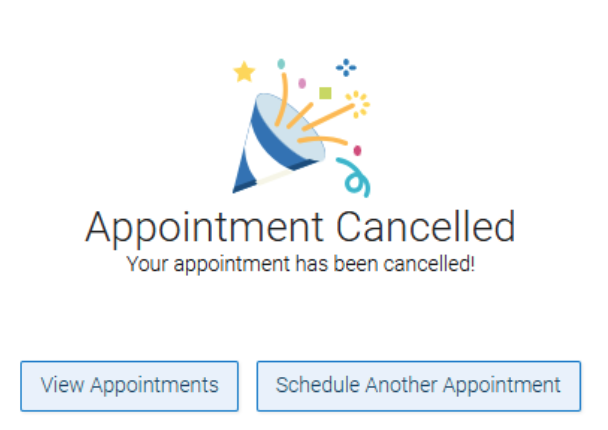 Appointment Cancelled
Your appointment has been cancelled!
View Appointments
Schedule Another Appointment